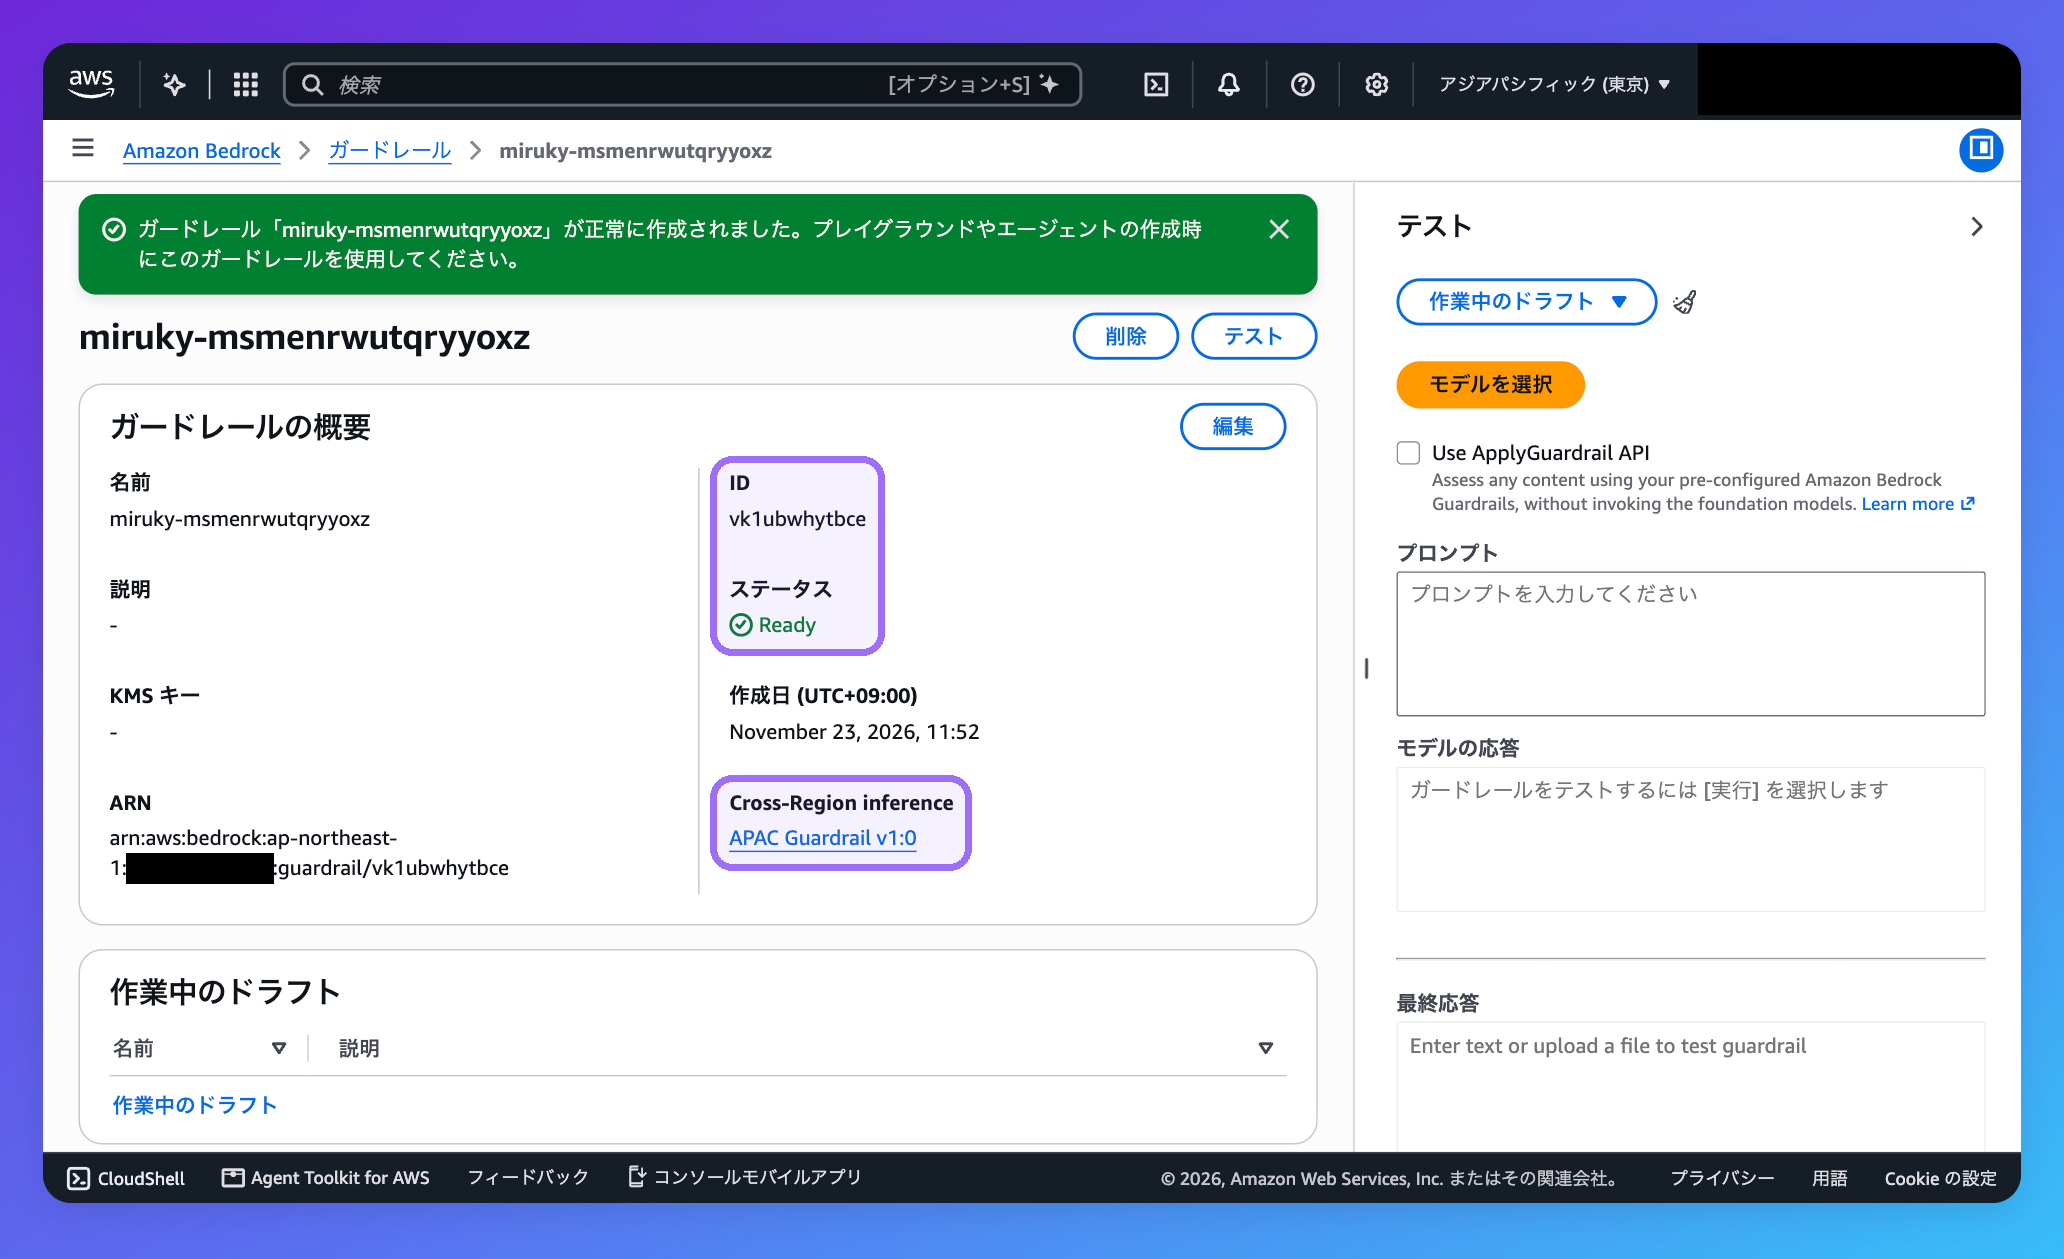 aws
検索
[オプション+S]
アジアパシフィック (東京) ▼
Amazon Bedrock
ガードレール
miruky-msmenrwutqryyoxz
ガードレール「miruky-msmenrwutqryyoxz」が正常に作成されました。プレイグラウンドやエージェントの作成時
にこのガードレールを使用してください。
miruky-msmenrwutqryyoxz
削除
テスト
ガードレールの概要
編集
名前
miruky-msmenrwutqryyoxz
説明
-
KMS キー
-
ARN
arn:aws:bedrock:ap-northeast-
1:
:guardrail/vk1ubwhytbce
ID
vk1ubwhytbce
ステータス
Ready
作成日 (UTC+09:00)
November 23, 2026, 11:52
Cross-Region inference
APAC Guardrail v1:0
作業中のドラフト
名前
説明
作業中のドラフト
テスト
作業中のドラフト
モデルを選択
Use ApplyGuardrail API
Assess any content using your pre-configured Amazon Bedrock
Guardrails, without invoking the foundation models. Learn more
プロンプト
プロンプトを入力してください
モデルの応答
ガードレールをテストするには [実行] を選択します
最終応答
Enter text or upload a file to test guardrail
CloudShell
Agent Toolkit for AWS
フィードバック
コンソールモバイルアプリ
© 2026, Amazon Web Services, Inc. またはその関連会社。
プライバシー
用語
Cookie の設定